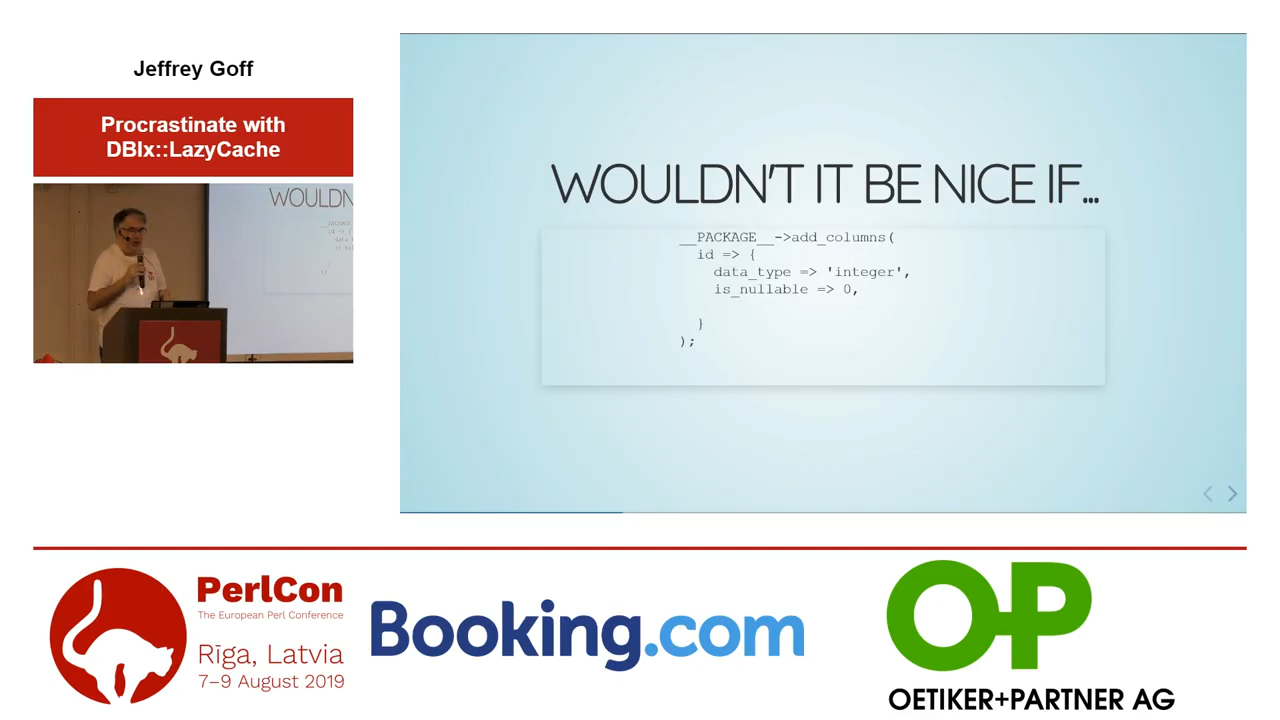 Jeffrey Goff
Procrastinate with
DBIx::LazyCache
WOULDN
WOULDN'T IT BE NICE IF...
__PACKAGE__->add_columns(
id => {
data_type => 'integer',
is_nullable => 0,
}
);
PerlCon
The European Perl Conference
Rīga, Latvia
7–9 August 2019
Booking.com
OP
OETIKER+PARTNER AG